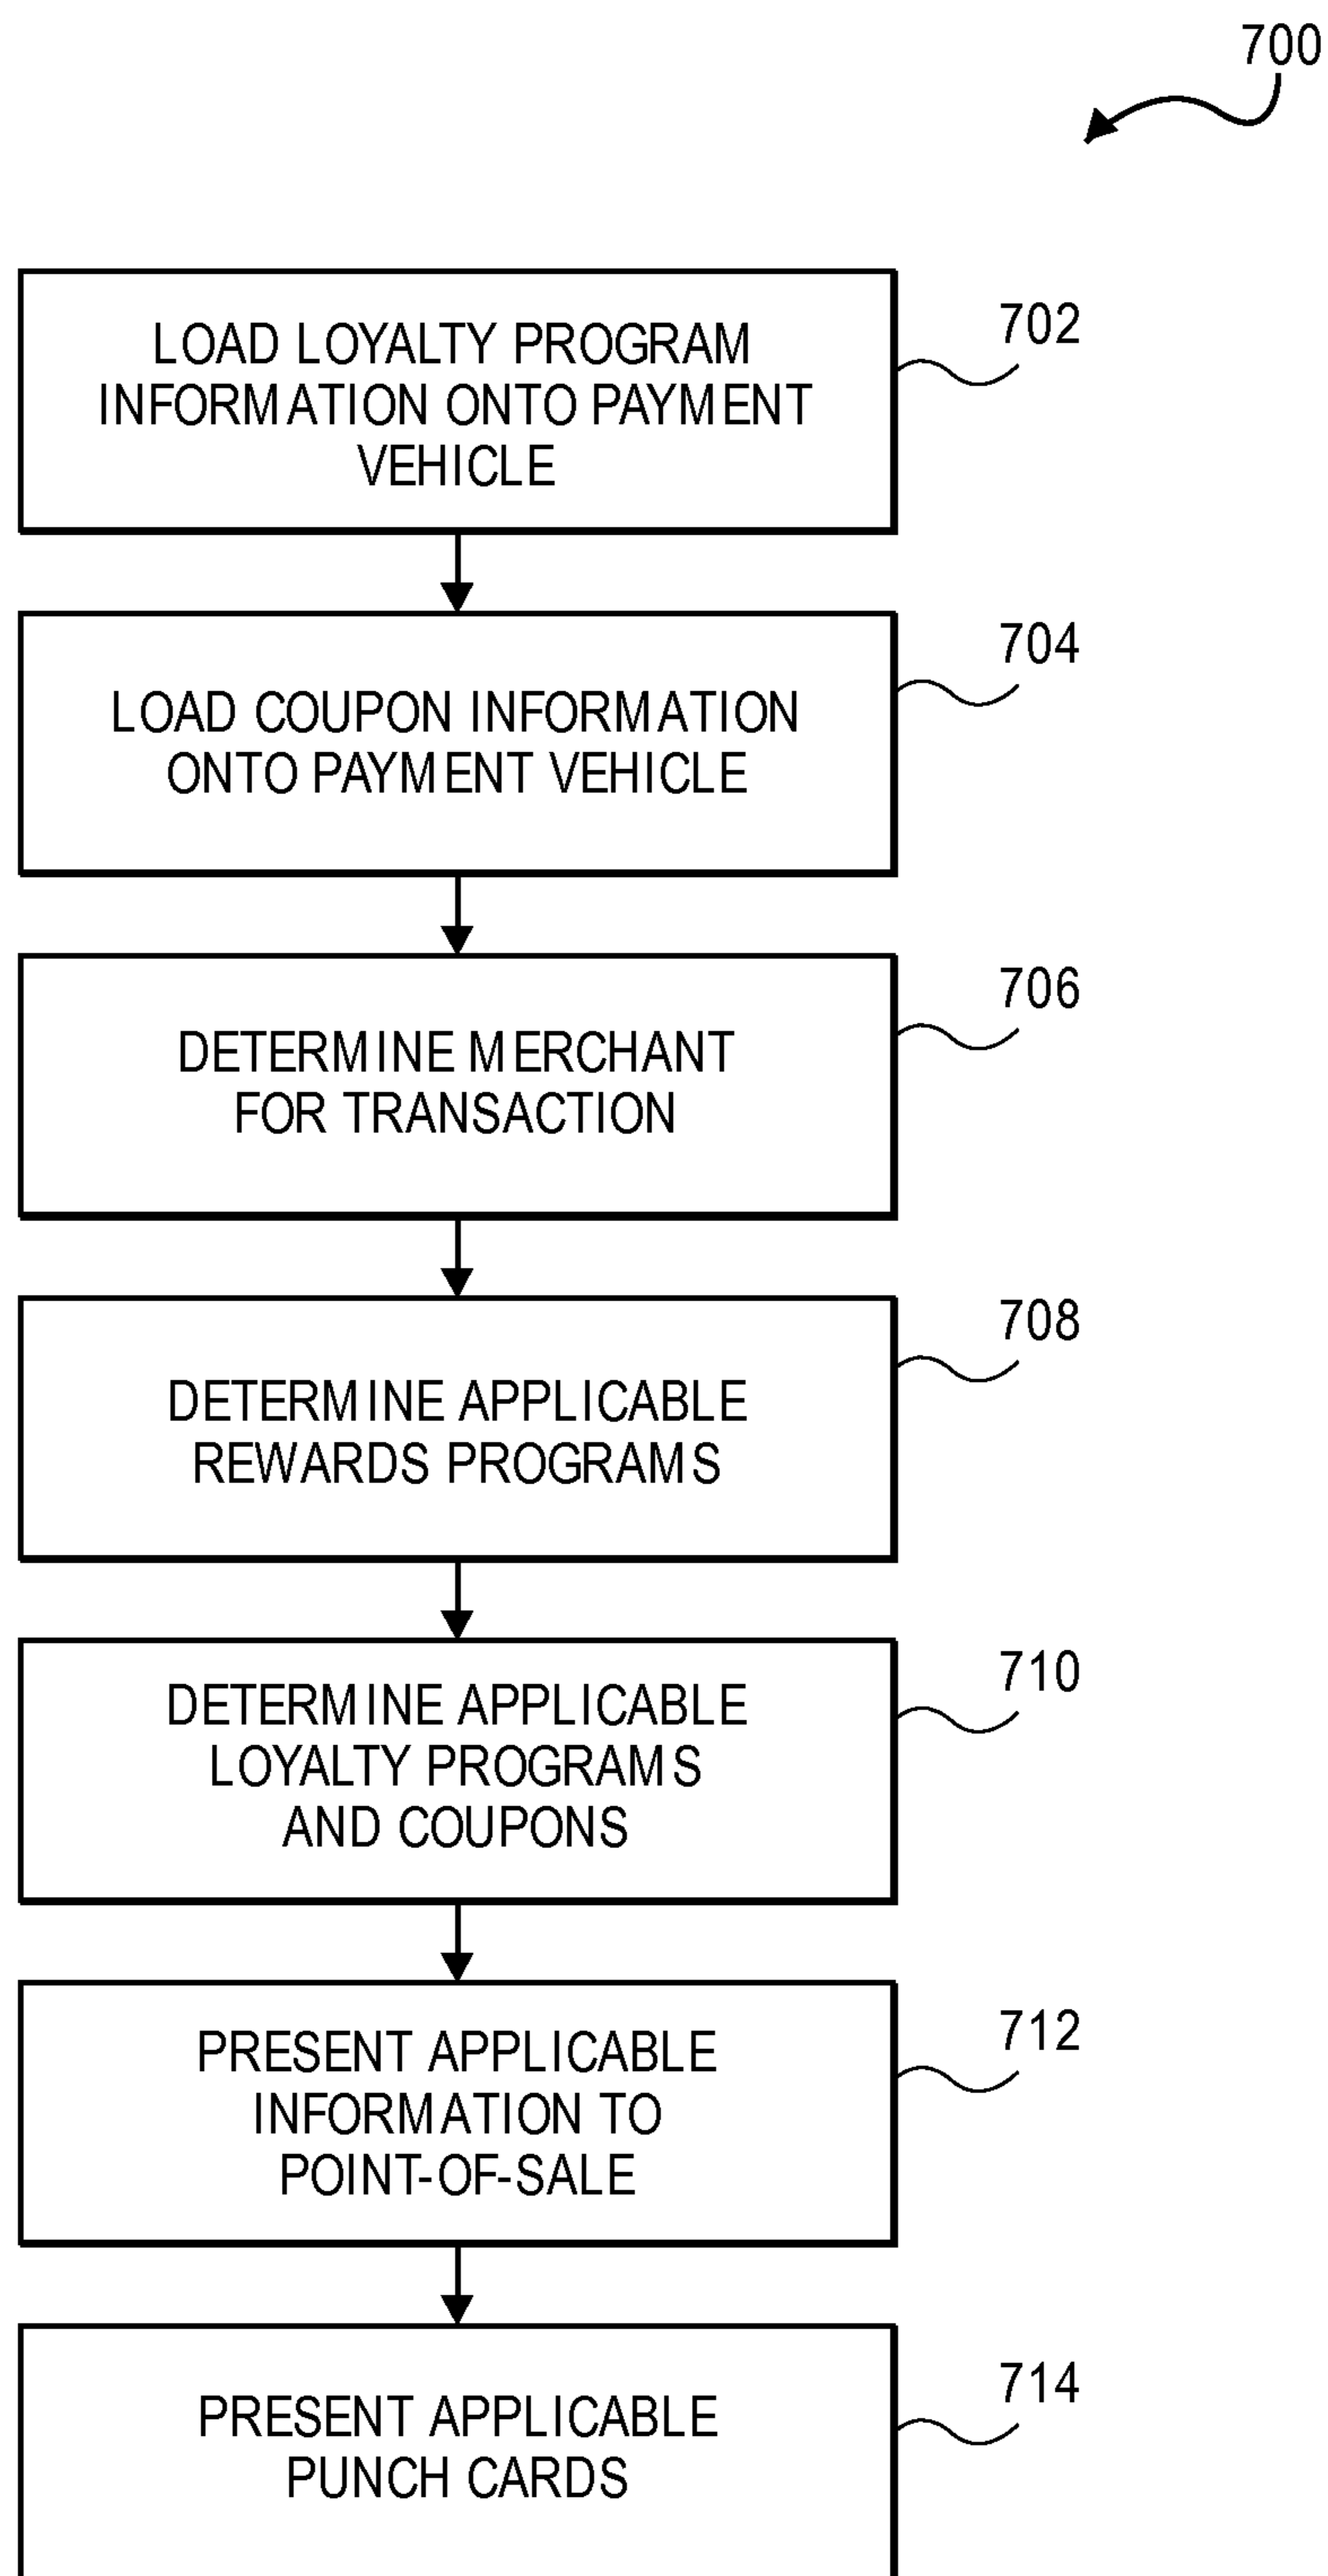 700
LOAD LOYALTY PROGRAM
INFORMATION ONTO PAYMENT
VEHICLE
702
LOAD COUPON INFORMATION
ONTO PAYMENT VEHICLE
704
DETERMINE MERCHANT
FOR TRANSACTION
706
DETERMINE APPLICABLE
REWARDS PROGRAMS
708
DETERMINE APPLICABLE
LOYALTY PROGRAMS
AND COUPONS
710
PRESENT APPLICABLE
INFORMATION TO
POINT-OF-SALE
712
PRESENT APPLICABLE
PUNCH CARDS
714